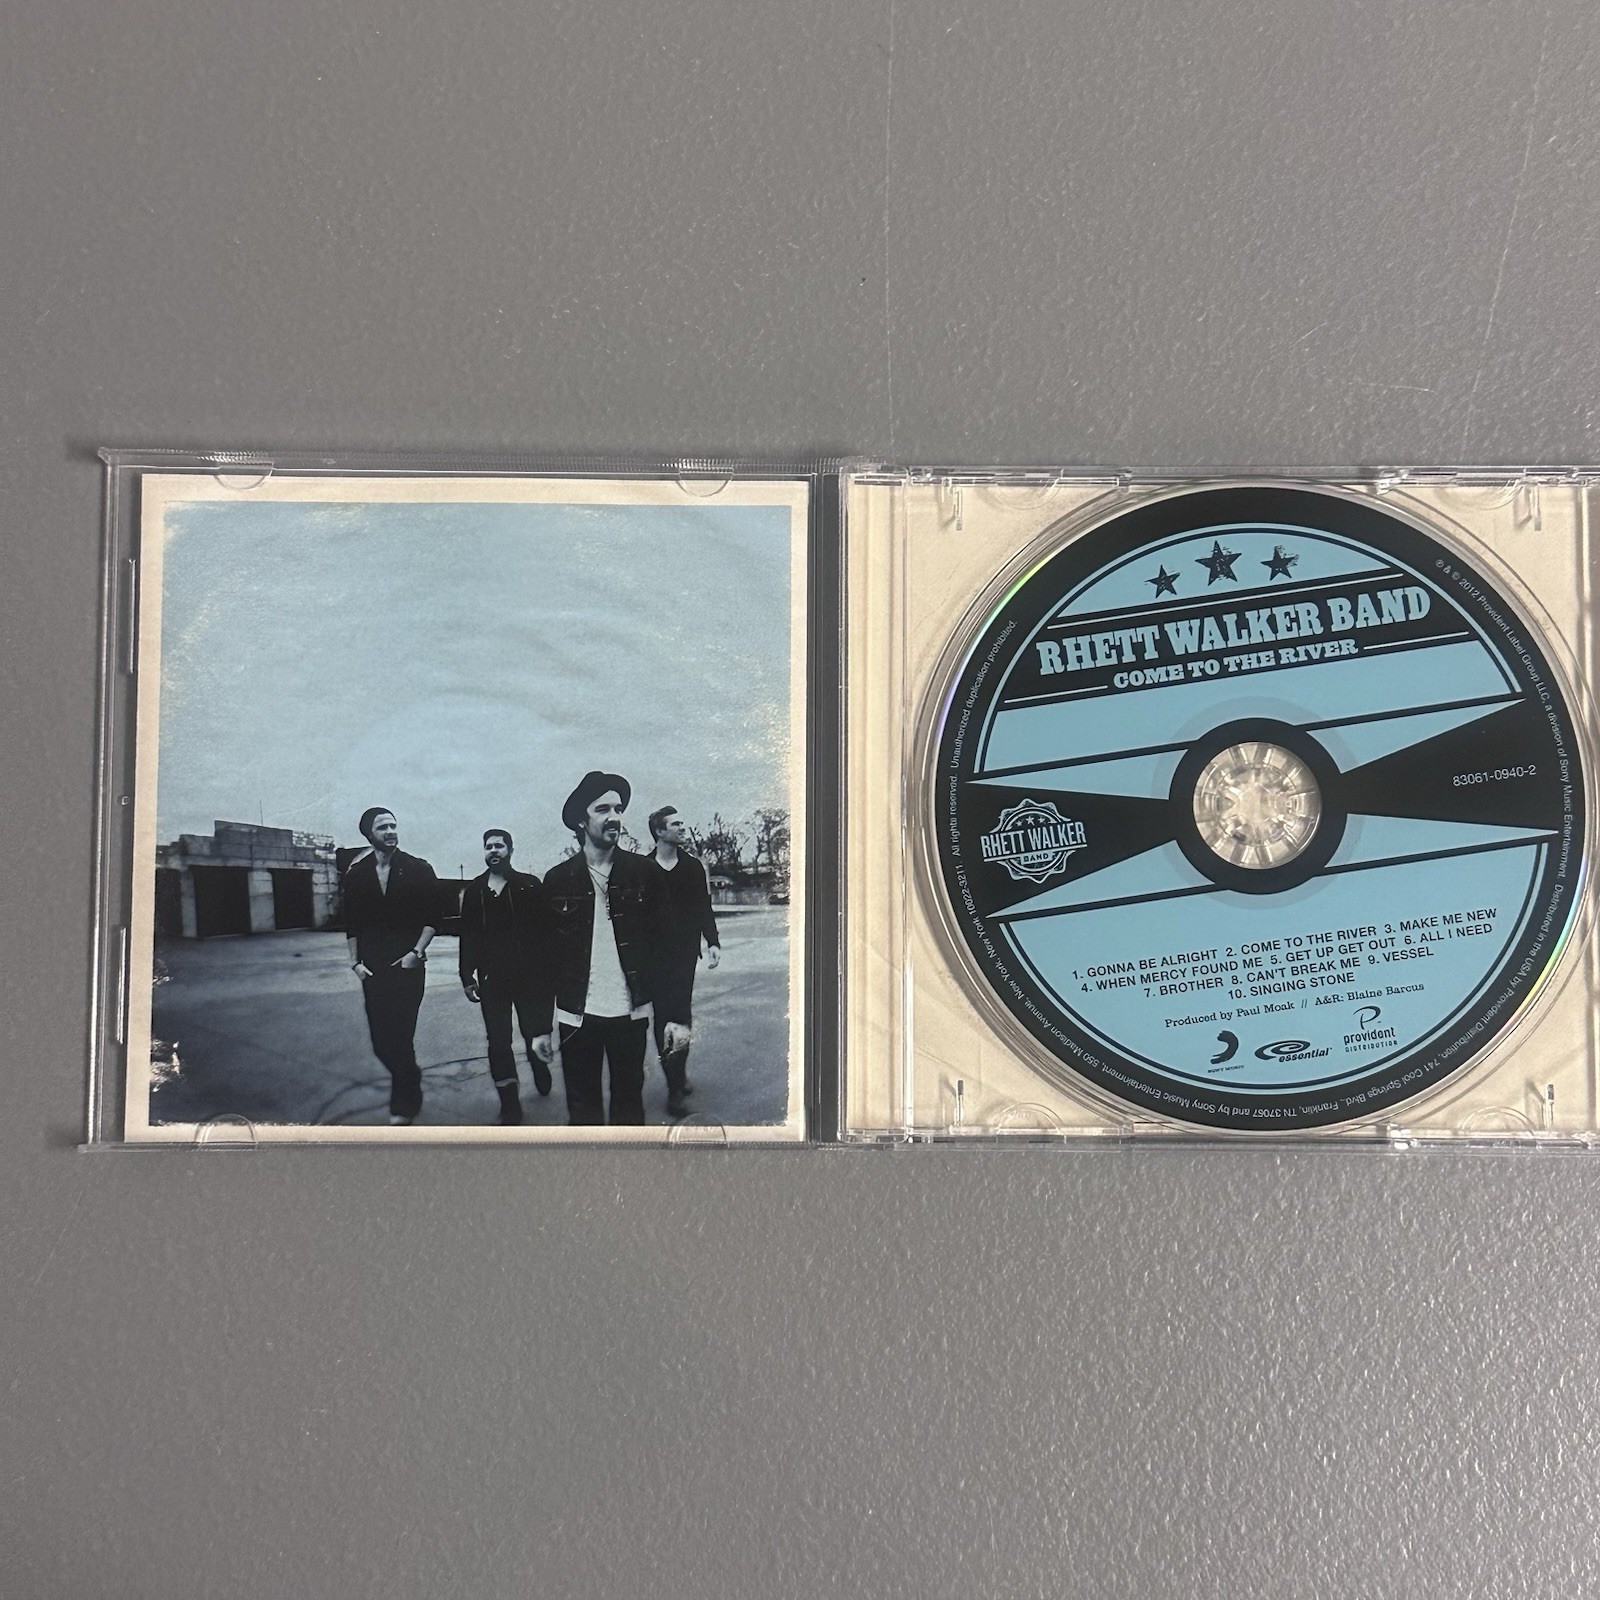 RHETT WALKER BAND
COME TO THE RIVER
83061-0940-2
RHETT WALKER
BAND
1. GONNA BE ALRIGHT 2. COME TO THE RIVER 3. MAKE ME NEW
4. WHEN MERCY FOUND ME 5. GET UP GET OUT 6. ALL I NEED
7. BROTHER 8. CAN'T BREAK ME 9. VESSEL
10. SINGING STONE
Produced by Paul Moak // A&R: Blaine Barcus
SONY MUSIC
essential
provident
DISTRIBUTION
℗ & © 2012 Provident Label Group LLC, a division of Sony Music Entertainment. Distributed in the USA by Provident Distribution, 741 Cool Springs Blvd., Franklin, TN 37067 and by Sony Music Entertainment, 550 Madison Avenue, New York, New York 10022-3211. All rights reserved. Unauthorized duplication prohibited.